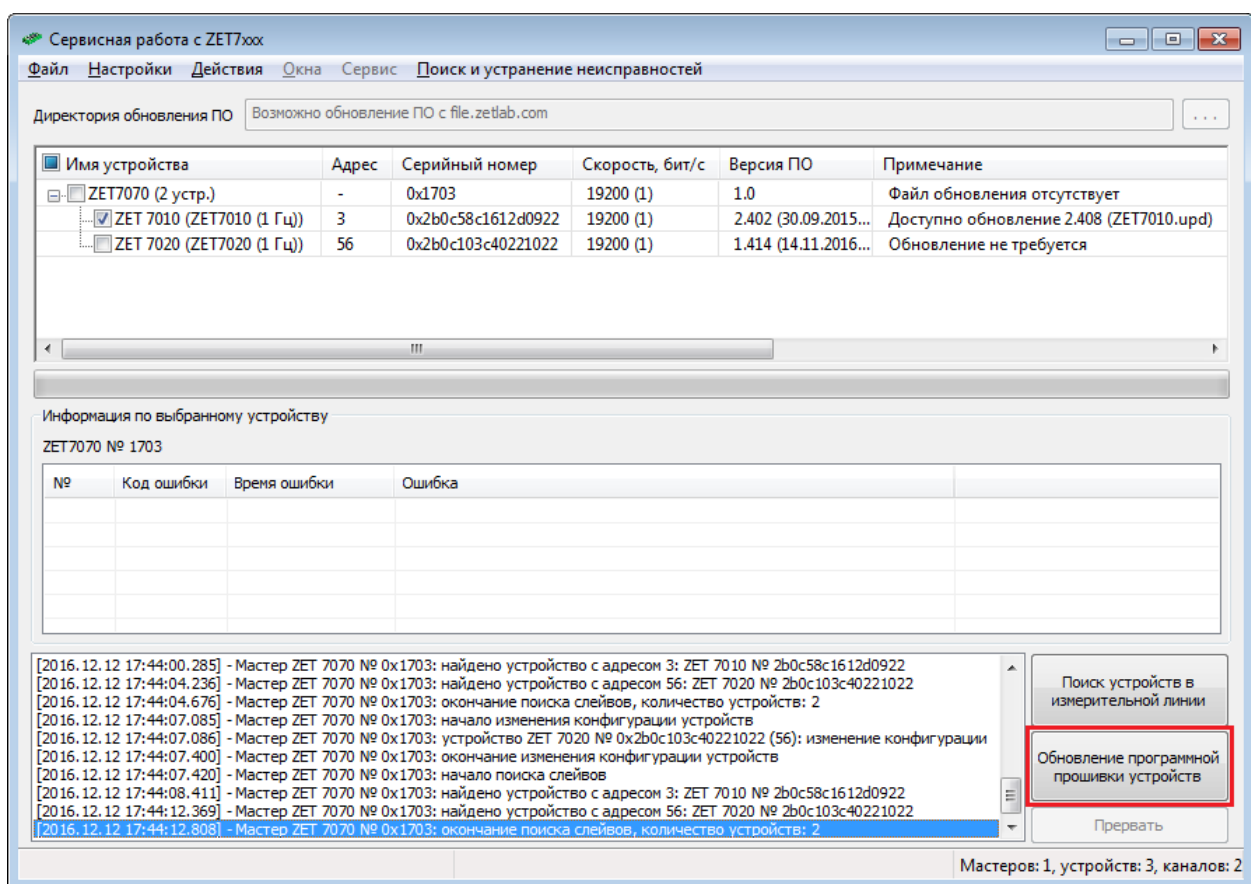 Сервисная работа с ZET7xxx
Файл Настройки Действия Окна Сервис Поиск и устранение неисправностей
Директория обновления ПО Возможно обновление ПО с file.zetlab.com ...
Имя устройства Адрес Серийный номер Скорость, бит/с Версия ПО Примечание
ZET7070 (2 устр.) - 0x1703 19200 (1) 1.0 Файл обновления отсутствует
ZET 7010 (ZET7010 (1 Гц)) 3 0x2b0c58c1612d0922 19200 (1) 2.402 (30.09.2015... Доступно обновление 2.408 (ZET7010.upd)
ZET 7020 (ZET7020 (1 Гц)) 56 0x2b0c103c40221022 19200 (1) 1.414 (14.11.2016... Обновление не требуется
Информация по выбранному устройству
ZET7070 № 1703
№ Код ошибки Время ошибки Ошибка
[2016.12.12 17:44:00.285] - Мастер ZET 7070 № 0x1703: найдено устройство с адресом 3: ZET 7010 № 2b0c58c1612d0922
[2016.12.12 17:44:04.236] - Мастер ZET 7070 № 0x1703: найдено устройство с адресом 56: ZET 7020 № 2b0c103c40221022
[2016.12.12 17:44:04.676] - Мастер ZET 7070 № 0x1703: окончание поиска слейвов, количество устройств: 2
[2016.12.12 17:44:07.085] - Мастер ZET 7070 № 0x1703: начало изменения конфигурации устройств
[2016.12.12 17:44:07.086] - Мастер ZET 7070 № 0x1703: устройство ZET 7020 № 0x2b0c103c40221022 (56): изменение конфигурации
[2016.12.12 17:44:07.400] - Мастер ZET 7070 № 0x1703: окончание изменения конфигурации устройств
[2016.12.12 17:44:07.420] - Мастер ZET 7070 № 0x1703: начало поиска слейвов
[2016.12.12 17:44:08.411] - Мастер ZET 7070 № 0x1703: найдено устройство с адресом 3: ZET 7010 № 2b0c58c1612d0922
[2016.12.12 17:44:12.369] - Мастер ZET 7070 № 0x1703: найдено устройство с адресом 56: ZET 7020 № 2b0c103c40221022
[2016.12.12 17:44:12.808] - Мастер ZET 7070 № 0x1703: окончание поиска слейвов, количество устройств: 2
Поиск устройств в
измерительной линии
Обновление программной
прошивки устройств
Прервать
Мастеров: 1, устройств: 3, каналов: 2